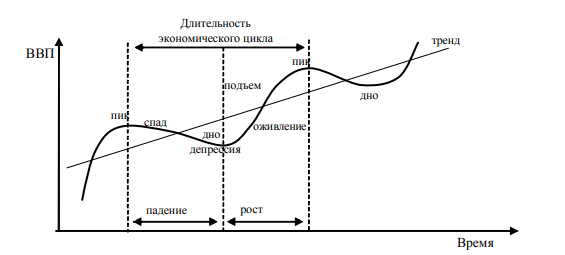 Длительность
экономического цикла
ВВП
тренд
пик
подъем
дно
пик
спад
оживление
дно
депрессия
падение
рост
Время